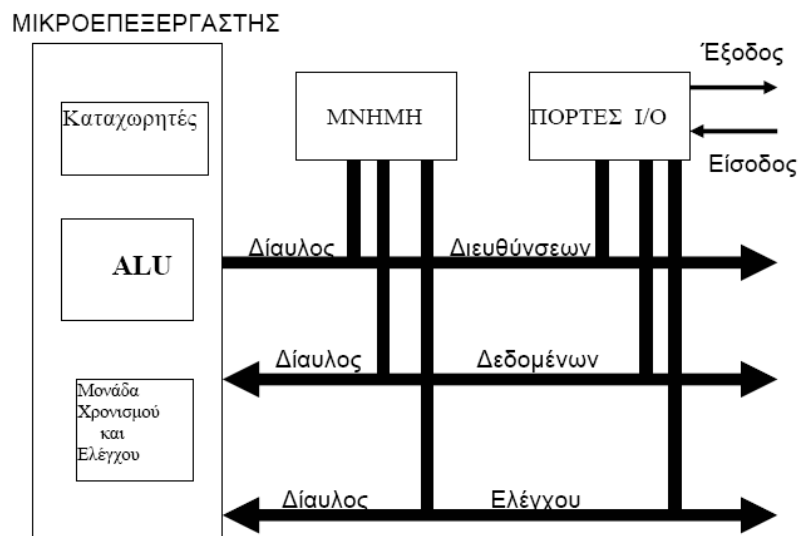 ΜΙΚΡΟΕΠΕΞΕΡΓΑΣΤΗΣ
Καταχωρητές
ALU
Μονάδα
Χρονισμού
και
Ελέγχου
ΜΝΗΜΗ
ΠΟΡΤΕΣ I/O
Έξοδος
Είσοδος
Δίαυλος Διευθύνσεων
Δίαυλος Δεδομένων
Δίαυλος Ελέγχου